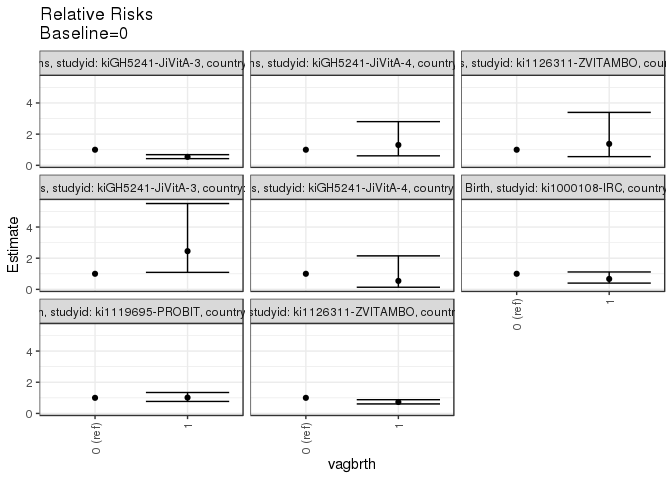 Relative Risks
Baseline=0
ns, studyid: kiGH5241-JiVitA-3, country
ns, studyid: kiGH5241-JiVitA-4, country
s, studyid: ki1126311-ZVITAMBO, cou
4
2
0
s, studyid: kiGH5241-JiVitA-3, country:
s, studyid: kiGH5241-JiVitA-4, country
Birth, studyid: ki1000108-IRC, country
4
2
0
n, studyid: ki1119695-PROBIT, country
studyid: ki1126311-ZVITAMBO, countr
4
2
0
Estimate
0 (ref)
1
0 (ref)
1
0 (ref)
1
vagbrth